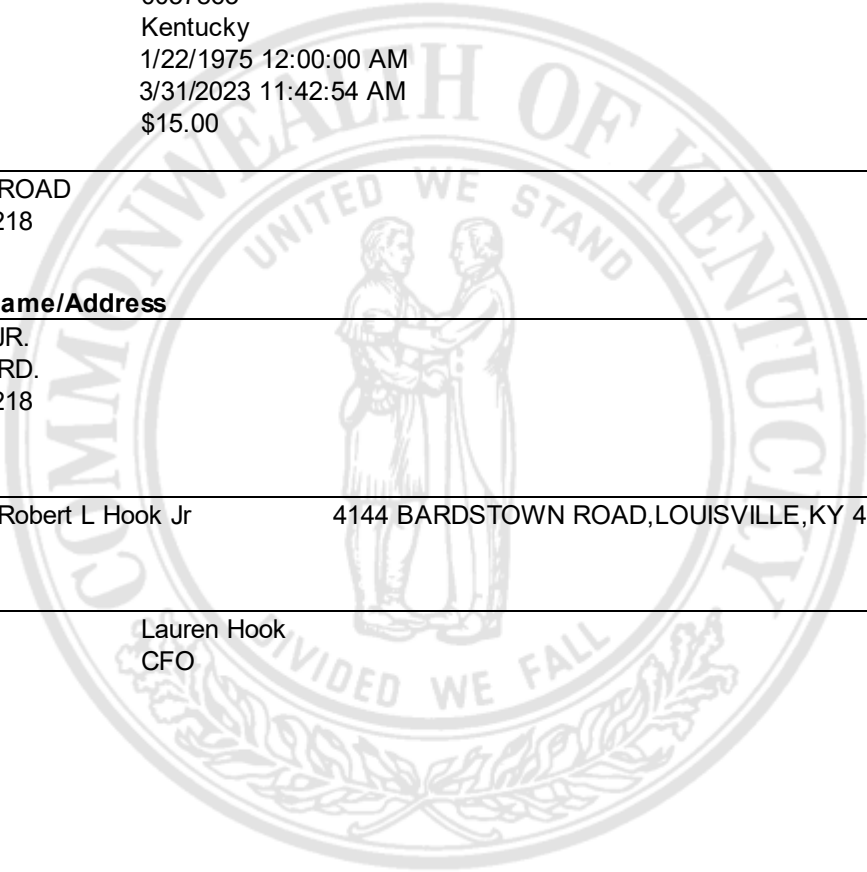 Kentucky
1/22/1975 12:00:00 AM
3/31/2023 11:42:54 AM
$15.00
ROAD
218
ame/Address
JR.
RD.
218
Robert L Hook Jr 4144 BARDSTOWN ROAD,LOUISVILLE,KY 4
Lauren Hook
CFO
COMMONWEALTH OF KENTUCKY
UNITED WE STAND
DIVIDED WE FALL